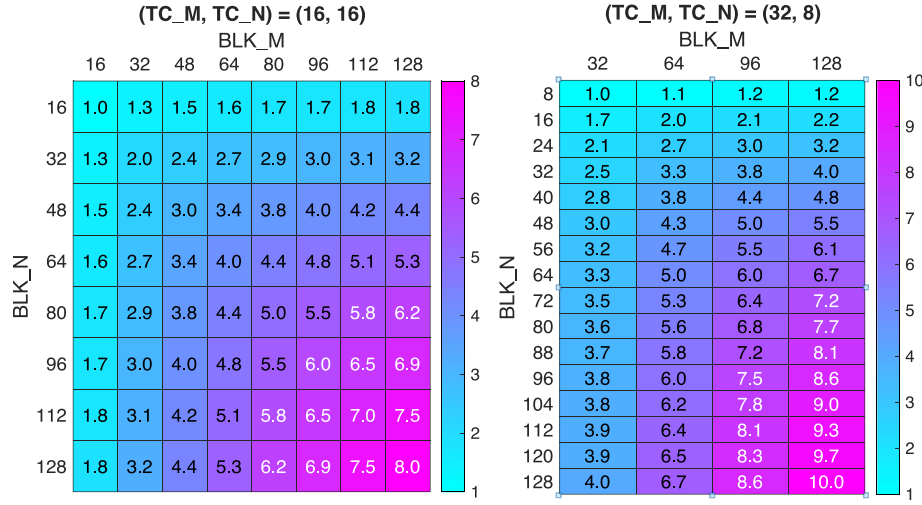 (TC_M, TC_N) = (16, 16)
BLK_M
16 32 48 64 80 96 112 128
BLK_N
16 1.0 1.3 1.5 1.6 1.7 1.7 1.8 1.8
32 1.3 2.0 2.4 2.7 2.9 3.0 3.1 3.2
48 1.5 2.4 3.0 3.4 3.8 4.0 4.2 4.4
64 1.6 2.7 3.4 4.0 4.4 4.8 5.1 5.3
80 1.7 2.9 3.8 4.4 5.0 5.5 5.8 6.2
96 1.7 3.0 4.0 4.8 5.5 6.0 6.5 6.9
112 1.8 3.1 4.2 5.1 5.8 6.5 7.0 7.5
128 1.8 3.2 4.4 5.3 6.2 6.9 7.5 8.0
8
7
6
5
4
3
2
1
(TC_M, TC_N) = (32, 8)
BLK_M
32 64 96 128
BLK_N
8 1.0 1.1 1.2 1.2
16 1.7 2.0 2.1 2.2
24 2.1 2.7 3.0 3.2
32 2.5 3.3 3.8 4.0
40 2.8 3.8 4.4 4.8
48 3.0 4.3 5.0 5.5
56 3.2 4.7 5.5 6.1
64 3.3 5.0 6.0 6.7
72 3.5 5.3 6.4 7.2
80 3.6 5.6 6.8 7.7
88 3.7 5.8 7.2 8.1
96 3.8 6.0 7.5 8.6
104 3.8 6.2 7.8 9.0
112 3.9 6.4 8.1 9.3
120 3.9 6.5 8.3 9.7
128 4.0 6.7 8.6 10.0
10
9
8
7
6
5
4
3
2
1